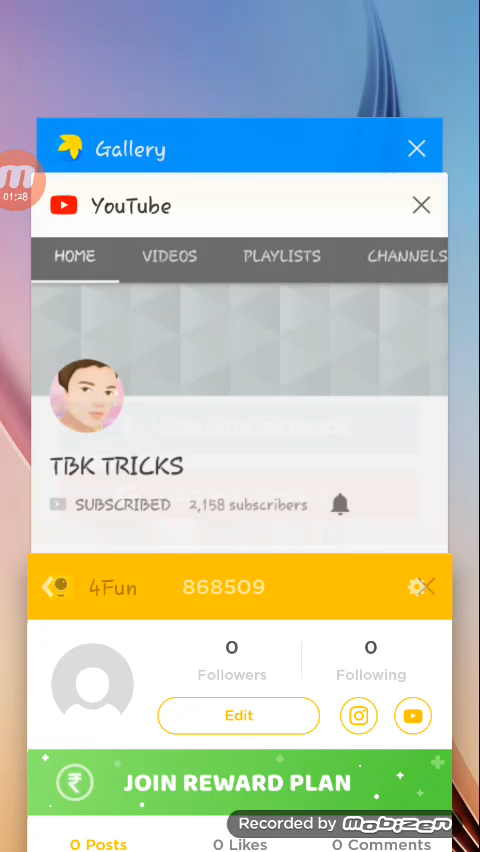 Gallery
01:28
YouTube
HOME VIDEOS PLAYLISTS CHANNELS
TBK TRICKS
SUBSCRIBED 2,158 subscribers
4Fun 868509
0 0
Followers Following
Edit
₹ JOIN REWARD PLAN
Recorded by mobizen
0 Posts 0 Likes 0 Comments